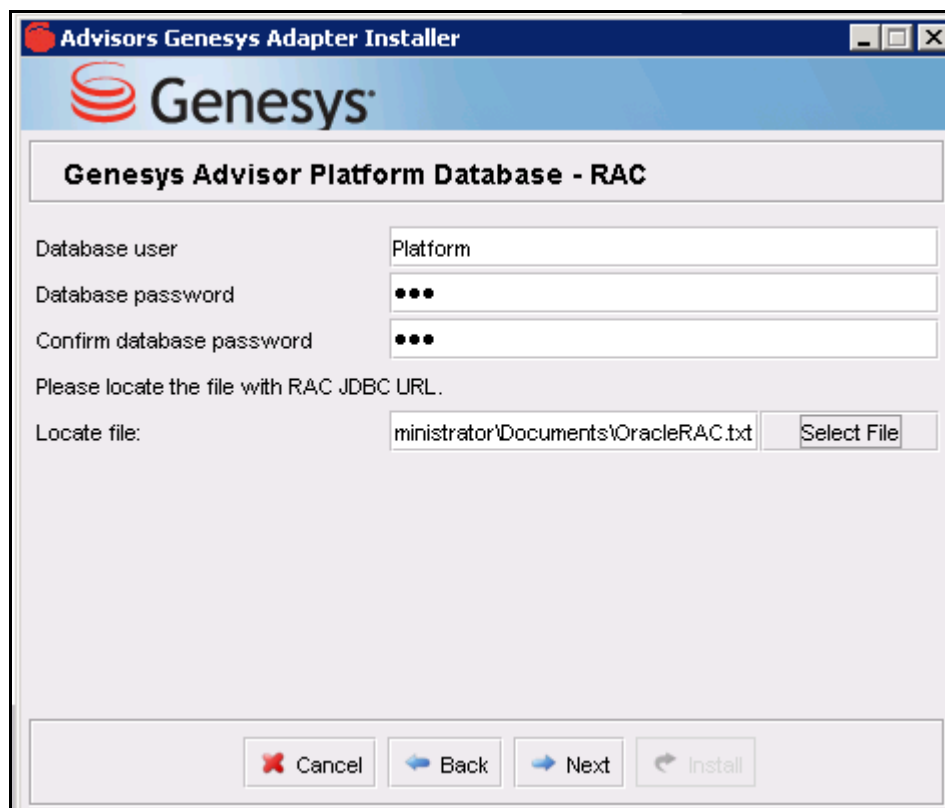 Advisors Genesys Adapter Installer
Genesys
Genesys Advisor Platform Database - RAC
Database user Platform
Database password •••
Confirm database password •••
Please locate the file with RAC JDBC URL.
Locate file: ministrator\Documents\OracleRAC.txt Select File
Cancel Back Next Install